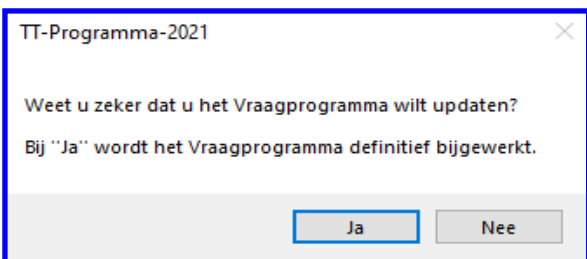 TT-Programma-2021
Weet u zeker dat u het Vraagprogramma wilt updaten?
Bij "Ja" wordt het Vraagprogramma definitief bijgewerkt.
Ja
Nee